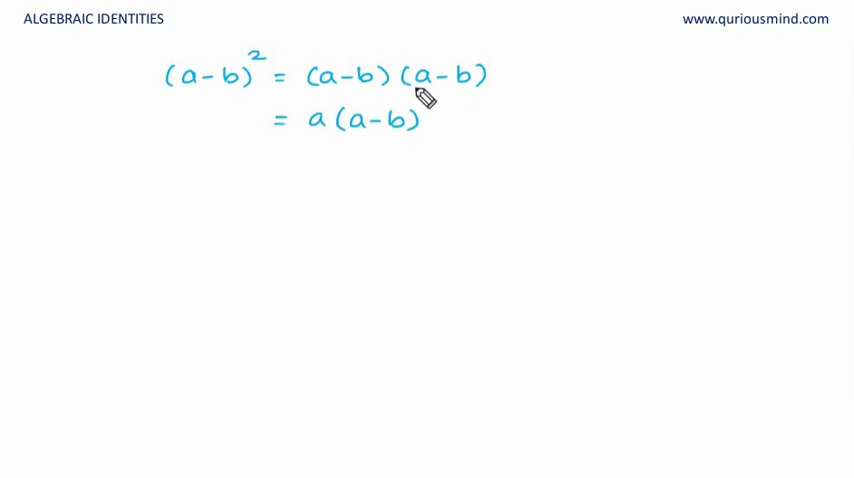 ALGEBRAIC IDENTITIES www.quriousmind.com
(a-b)² = (a-b)(a-b)
= a(a-b)